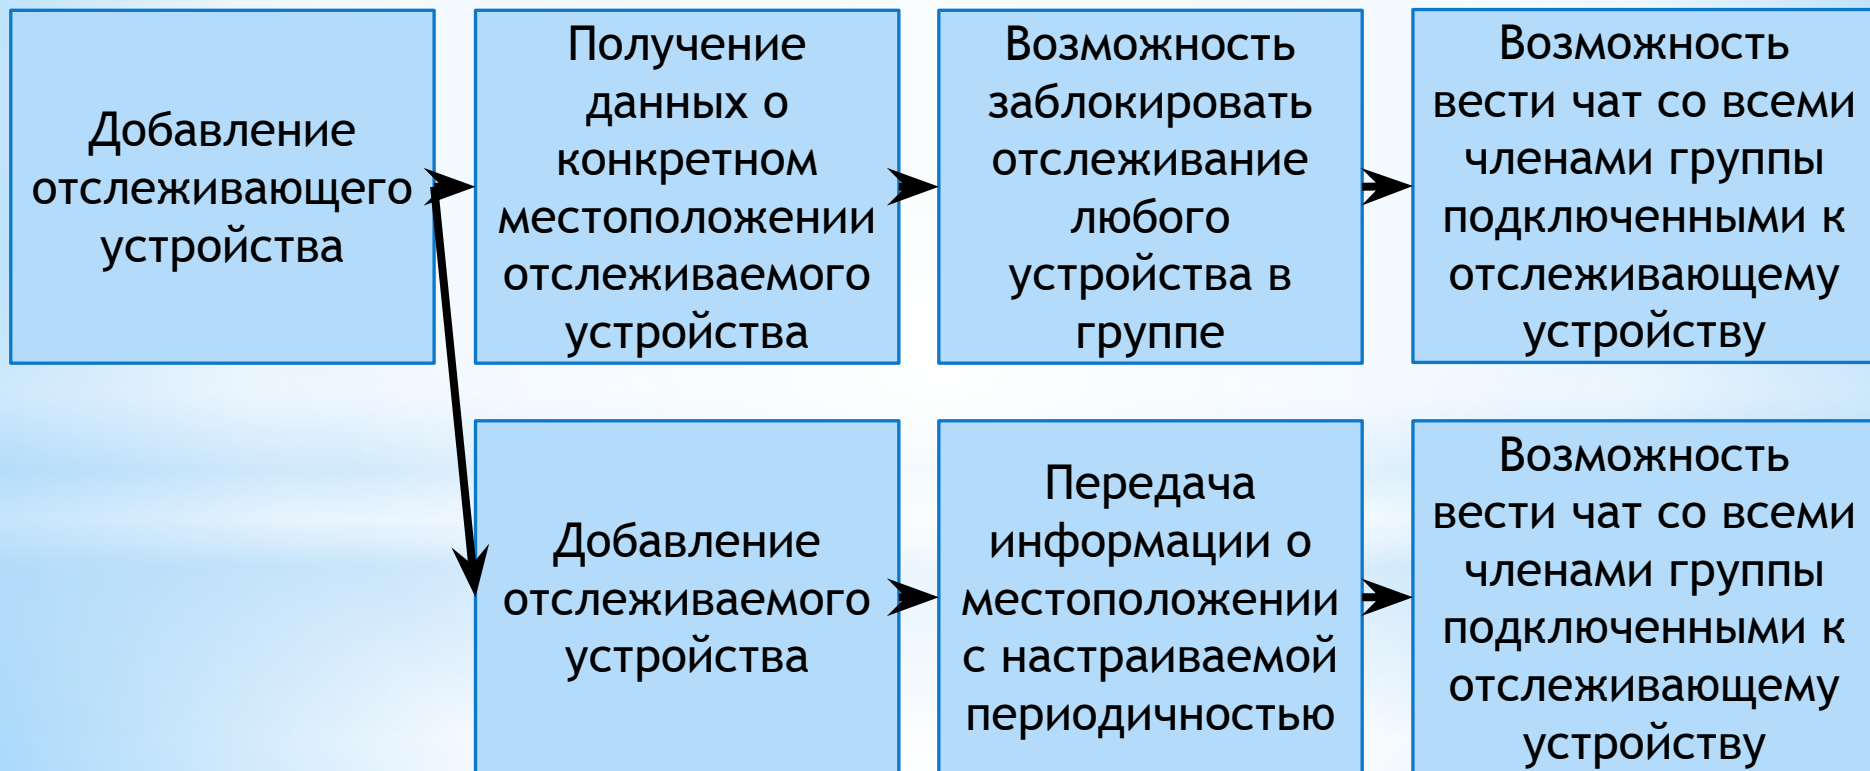 Добавление
отслеживающего
устройства
Получение
данных о
конкретном
местоположении
отслеживаемого
устройства
Возможность
заблокировать
отслеживание
любого
устройства в
группе
Возможность
вести чат со всеми
членами группы
подключенными к
отслеживающему
устройству
Добавление
отслеживаемого
устройства
Передача
информации о
местоположении
с настраиваемой
периодичностью
Возможность
вести чат со всеми
членами группы
подключенными к
отслеживающему
устройству